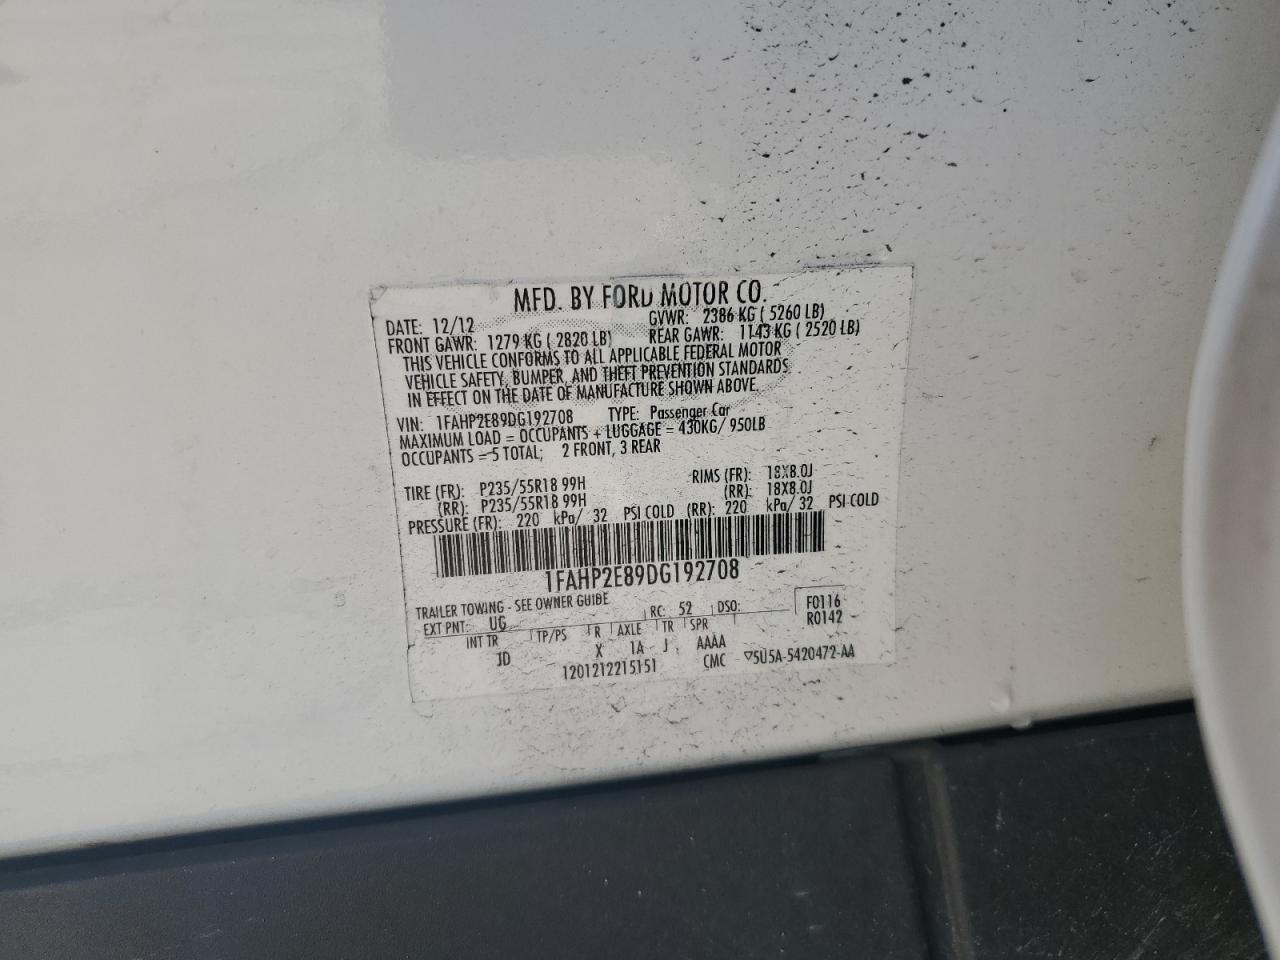 MFD. BY FORD MOTOR CO.
DATE: 12/12 GVWR: 2386 KG ( 5260 LB)
FRONT GAWR: 1279 KG ( 2820 LB) REAR GAWR: 1143 KG ( 2520 LB)
THIS VEHICLE CONFORMS TO ALL APPLICABLE FEDERAL MOTOR
VEHICLE SAFETY, BUMPER, AND THEFT PREVENTION STANDARDS
IN EFFECT ON THE DATE OF MANUFACTURE SHOWN ABOVE.
VIN: 1FAHP2E89DG192708 TYPE: Passenger Car
MAXIMUM LOAD = OCCUPANTS + LUGGAGE = 430KG/ 950LB
OCCUPANTS = 5 TOTAL; 2 FRONT, 3 REAR
TIRE (FR): P235/55R18 99H RIMS (FR): 18X8.0J
(RR): P235/55R18 99H (RR): 18X8.0J
PRESSURE (FR): 220 kPa/ 32 PSI COLD (RR): 220 kPa/ 32 PSI COLD
1FAHP2E89DG192708
TRAILER TOWING - SEE OWNER GUIDE
EXT PNT: UG RC: 52 DSO: F0116
R0142
INT TR TP/PS R AXLE TR SPR
JD X 1A J AAAA
1201212215151 CMC ▽5U5A-5420472-AA